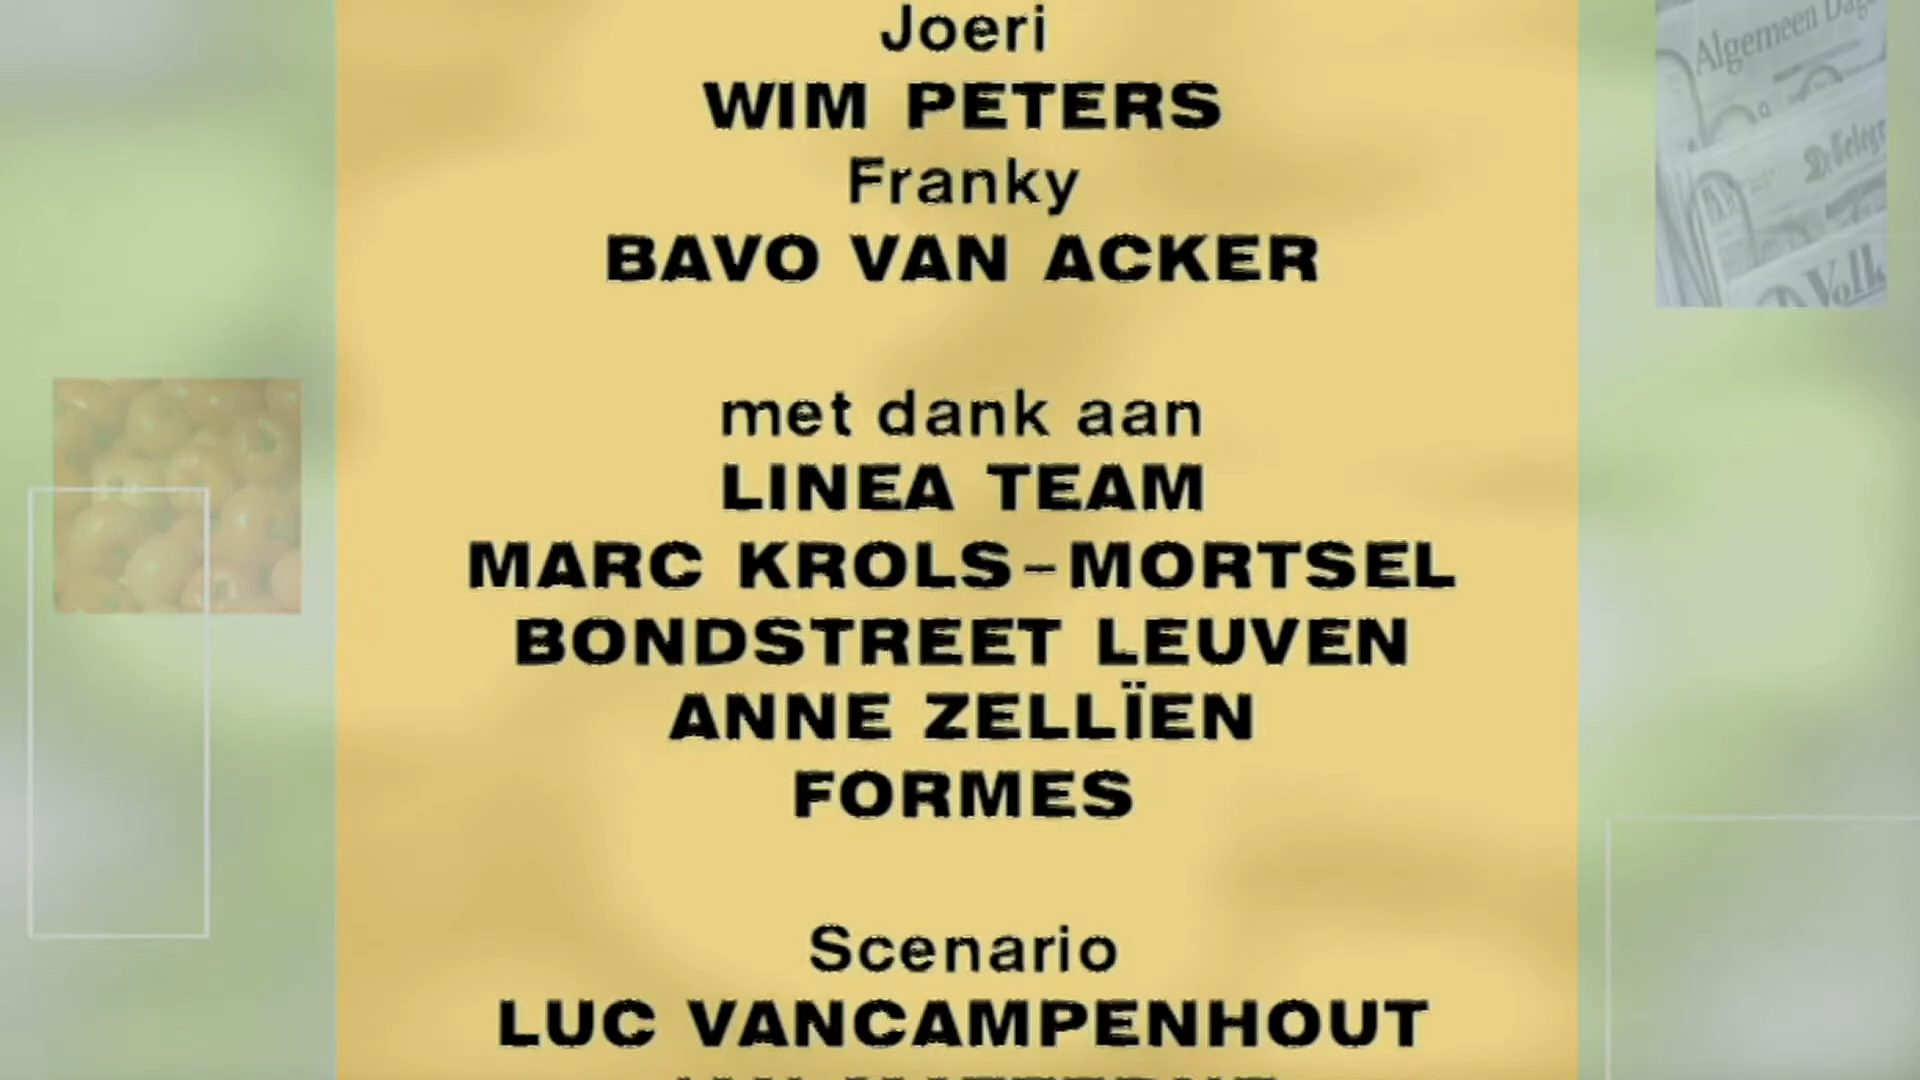 Joeri
WIM PETERS
Franky
BAVO VAN ACKER
met dank aan
LINEA TEAM
MARC KROLS-MORTSEL
BONDSTREET LEUVEN
ANNE ZELLÏEN
FORMES
Scenario
LUC VANCAMPENHOUT
Algemeen